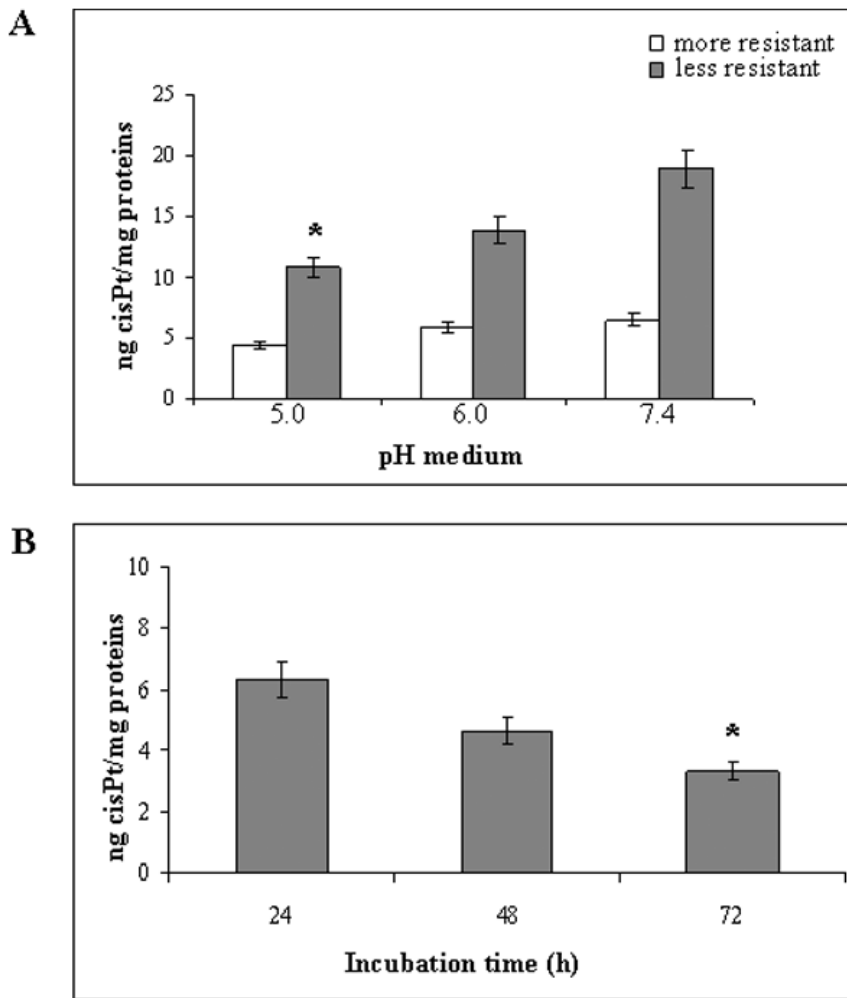 A
more resistant
less resistant
ng cisPt/mg proteins
25
20
15
10
5
0
*
5.0 6.0 7.4
pH medium
B
ng cisPt/mg proteins
10
8
6
4
2
0
*
24 48 72
Incubation time (h)